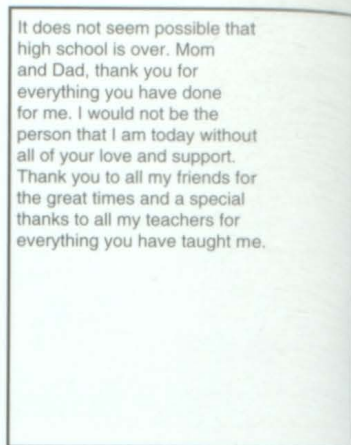 It does not seem possible that
high school is over. Mom
and Dad, thank you for
everything you have done
for me. I would not be the
person that I am today without
all of your love and support.
Thank you to all my friends for
the great times and a special
thanks to all my teachers for
everything you have taught me.